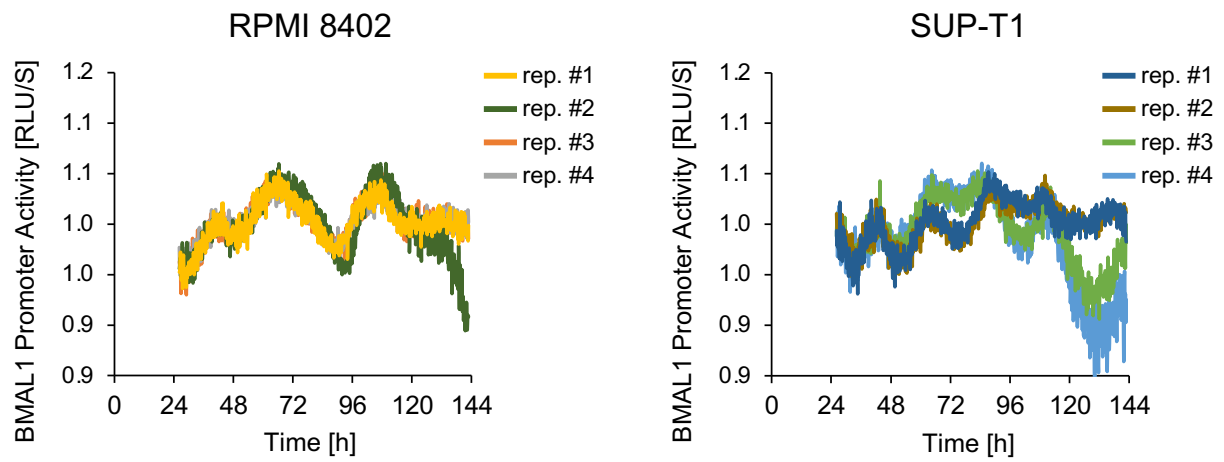 RPMI 8402
BMAL1 Promoter Activity [RLU/S]
1.2
1.1
1.1
1.0
1.0
0.9
0.9
0
24
48
72
96
120
144
Time [h]
rep. #1
rep. #2
rep. #3
rep. #4
SUP-T1
BMAL1 Promoter Activity [RLU/S]
1.2
1.1
1.1
1.0
1.0
0.9
0.9
0
24
48
72
96
120
144
Time [h]
rep. #1
rep. #2
rep. #3
rep. #4